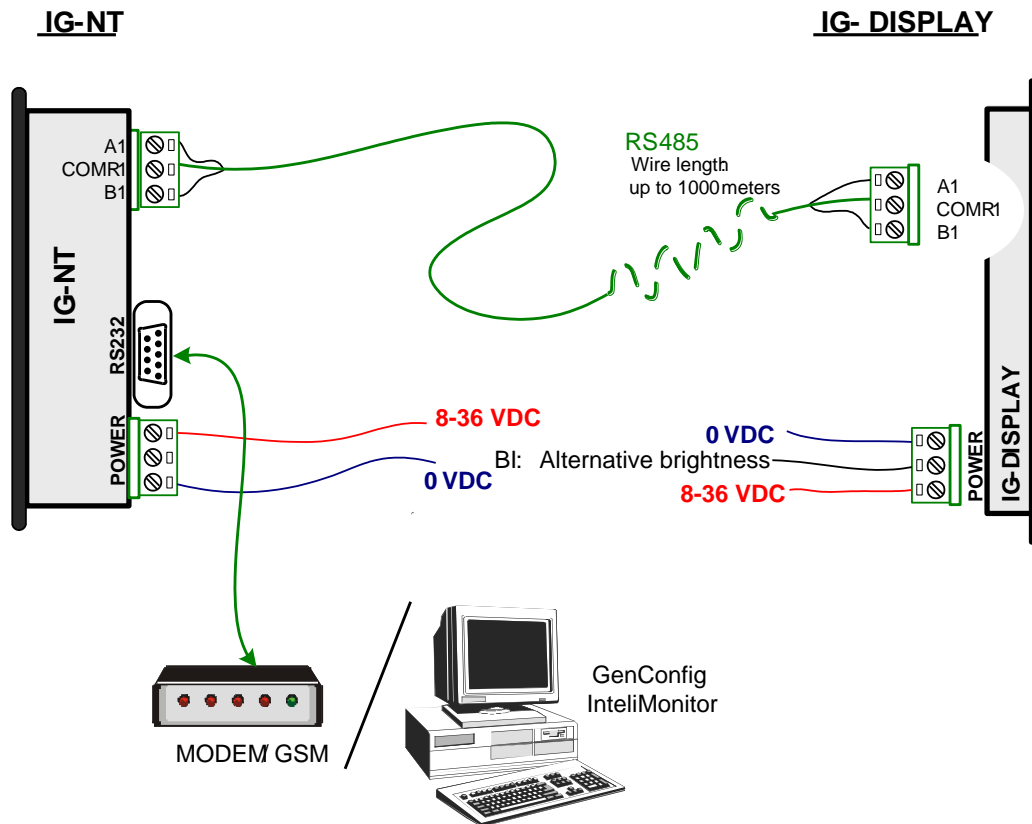 IG-NT
IG- DISPLAY
A1
COMR1
B1
IG-NT
RS232
POWER
RS485
Wire length
up to 1000 meters
A1
COMR1
B1
8-36 VDC
0 VDC
0 VDC
BI: Alternative brightness
8-36 VDC
POWER
IG-DISPLAY
MODEM/ GSM
GenConfig
InteliMonitor